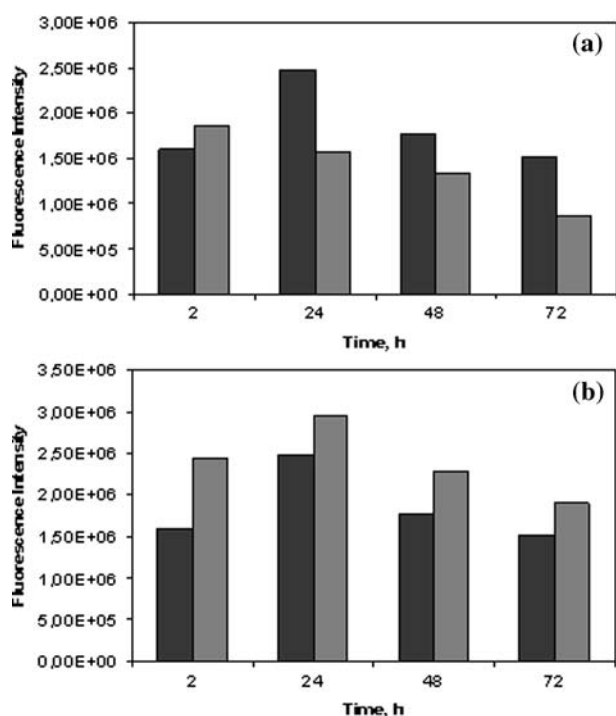 (a)
Fluorescence Intensity
3,00E+06
2,50E+06
2,00E+06
1,50E+06
1,00E+06
5,00E+05
0,00E+00
2 24 48 72
Time, h
(b)
Fluorescence Intensity
3,50E+06
3,00E+06
2,50E+06
2,00E+06
1,50E+06
1,00E+06
5,00E+05
0,00E+00
2 24 48 72
Time, h